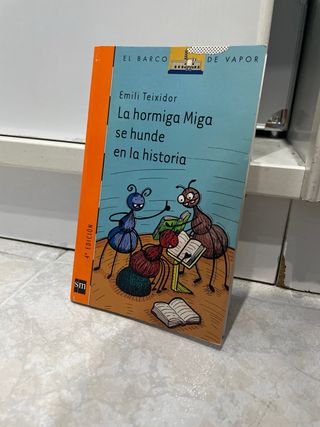 EL BARCO DE VAPOR
Emili Teixidor
La hormiga Miga
se hunde
en la historia
4ª EDICIÓN
sm